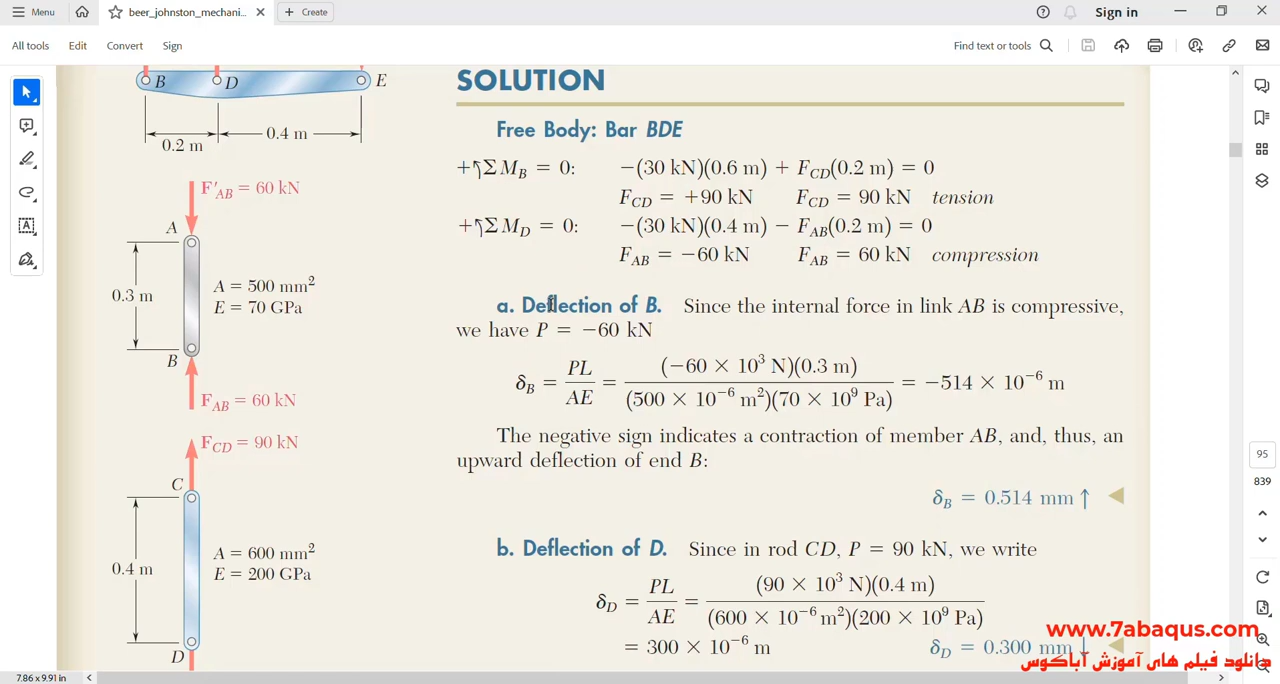 Menu
beer_johnston_mechani...
Create
Sign in
All tools
Edit
Convert
Sign
Find text or tools
B
D
E
0.2 m
0.4 m
F'AB = 60 kN
A
0.3 m
A = 500 mm²
E = 70 GPa
B
FAB = 60 kN
FCD = 90 kN
C
0.4 m
A = 600 mm²
E = 200 GPa
D
SOLUTION
Free Body: Bar BDE
+↰ΣMB = 0: −(30 kN)(0.6 m) + FCD(0.2 m) = 0
FCD = +90 kN FCD = 90 kN tension
+↰ΣMD = 0: −(30 kN)(0.4 m) − FAB(0.2 m) = 0
FAB = −60 kN FAB = 60 kN compression
a. Deflection of B. Since the internal force in link AB is compressive,
we have P = −60 kN
δB = PL/AE = (−60 × 10³ N)(0.3 m)/(500 × 10⁻⁶ m²)(70 × 10⁹ Pa) = −514 × 10⁻⁶ m
The negative sign indicates a contraction of member AB, and, thus, an
upward deflection of end B:
δB = 0.514 mm ↑
b. Deflection of D. Since in rod CD, P = 90 kN, we write
δD = PL/AE = (90 × 10³ N)(0.4 m)/(600 × 10⁻⁶ m²)(200 × 10⁹ Pa)
= 300 × 10⁻⁶ m δD = 0.300 mm ↓
95
839
www.7abaqus.com
دانلود فیلم های آموزش آباکوس
7.86 x 9.91 in